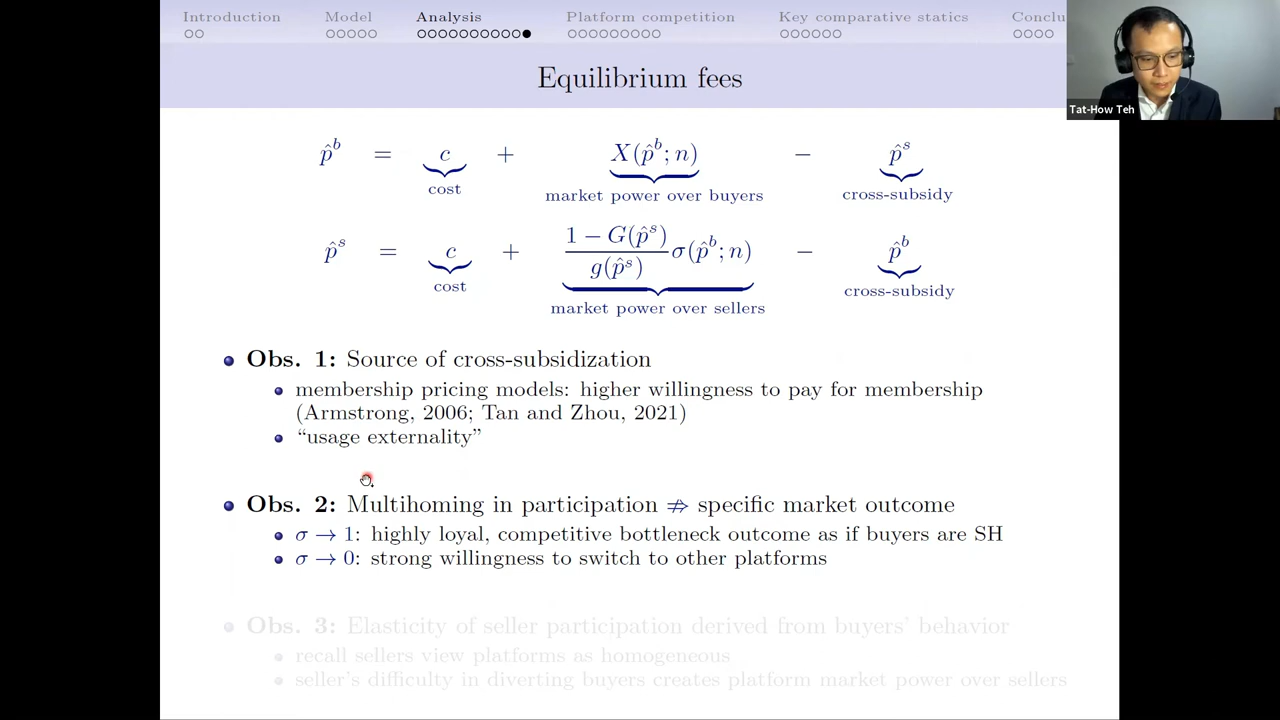 Introduction Model Analysis Platform competition Key comparative statics Conclu
Tat-How Teh
Equilibrium fees
p̂ᵇ = c + X(p̂ᵇ; n) − p̂ˢ
cost market power over buyers cross-subsidy
p̂ˢ = c + (1 − G(p̂ˢ))/g(p̂ˢ) σ(p̂ᵇ; n) − p̂ᵇ
cost market power over sellers cross-subsidy
Obs. 1: Source of cross-subsidization
membership pricing models: higher willingness to pay for membership
(Armstrong, 2006; Tan and Zhou, 2021)
“usage externality”
Obs. 2: Multihoming in participation ⇏ specific market outcome
σ → 1: highly loyal, competitive bottleneck outcome as if buyers are SH
σ → 0: strong willingness to switch to other platforms
Obs. 3: Elasticity of seller participation derived from buyers’ behavior
recall sellers view platforms as homogeneous
seller’s difficulty in diverting buyers creates platform market power over sellers